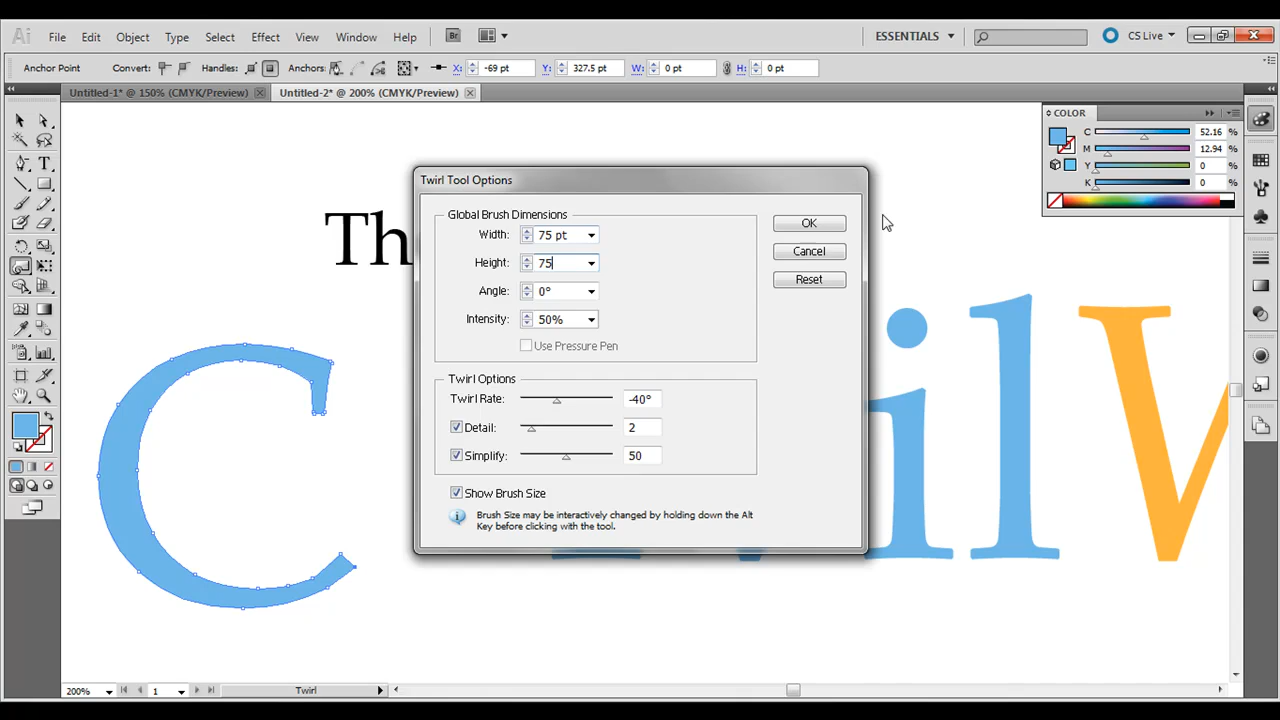 Ai File Edit Object Type Select Effect View Window Help Br ESSENTIALS CS Live
Anchor Point Convert: Handles: Anchors: X: -69 pt Y: 327.5 pt W: 0 pt H: 0 pt
Untitled-1* @ 150% (CMYK/Preview) Untitled-2* @ 200% (CMYK/Preview)
COLOR
C 52.16 %
M 12.94 %
Y 0 %
K 0 %
Th
C vil W
Twirl Tool Options
Global Brush Dimensions
Width: 75 pt
Height: 75
Angle: 0°
Intensity: 50%
Use Pressure Pen
OK
Cancel
Reset
Twirl Options
Twirl Rate: -40°
Detail: 2
Simplify: 50
Show Brush Size
Brush Size may be interactively changed by holding down the Alt
Key before clicking with the tool.
200% 1 Twirl